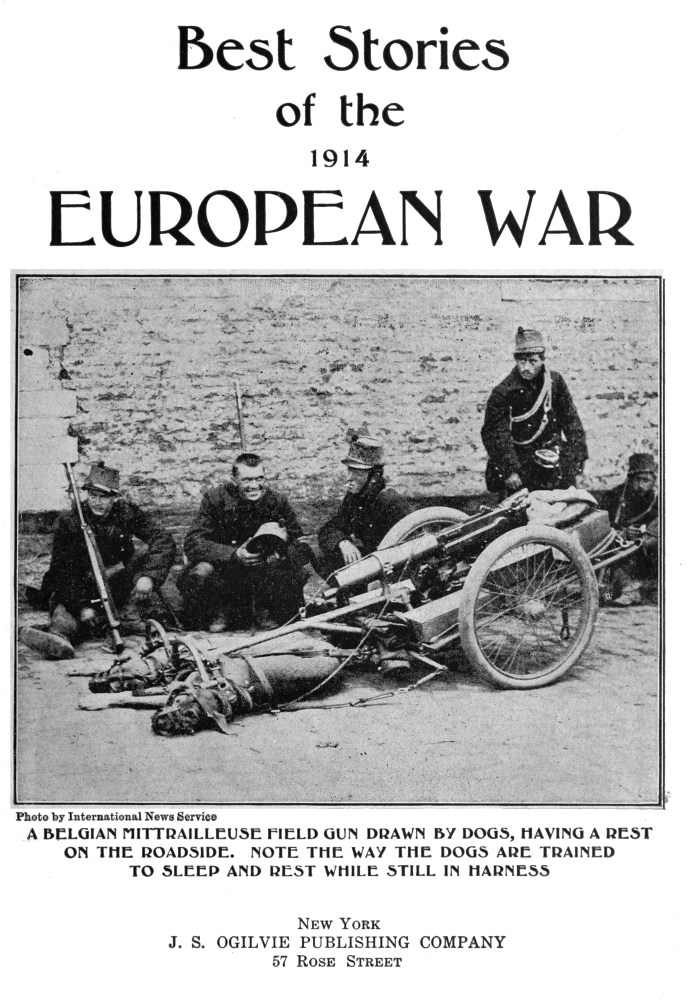 Best Stories
of the
1914
EUROPEAN WAR
Photo by International News Service
A BELGIAN MITTRAILLEUSE FIELD GUN DRAWN BY DOGS, HAVING A REST
ON THE ROADSIDE. NOTE THE WAY THE DOGS ARE TRAINED
TO SLEEP AND REST WHILE STILL IN HARNESS
NEW YORK
J. S. OGILVIE PUBLISHING COMPANY
57 ROSE STREET